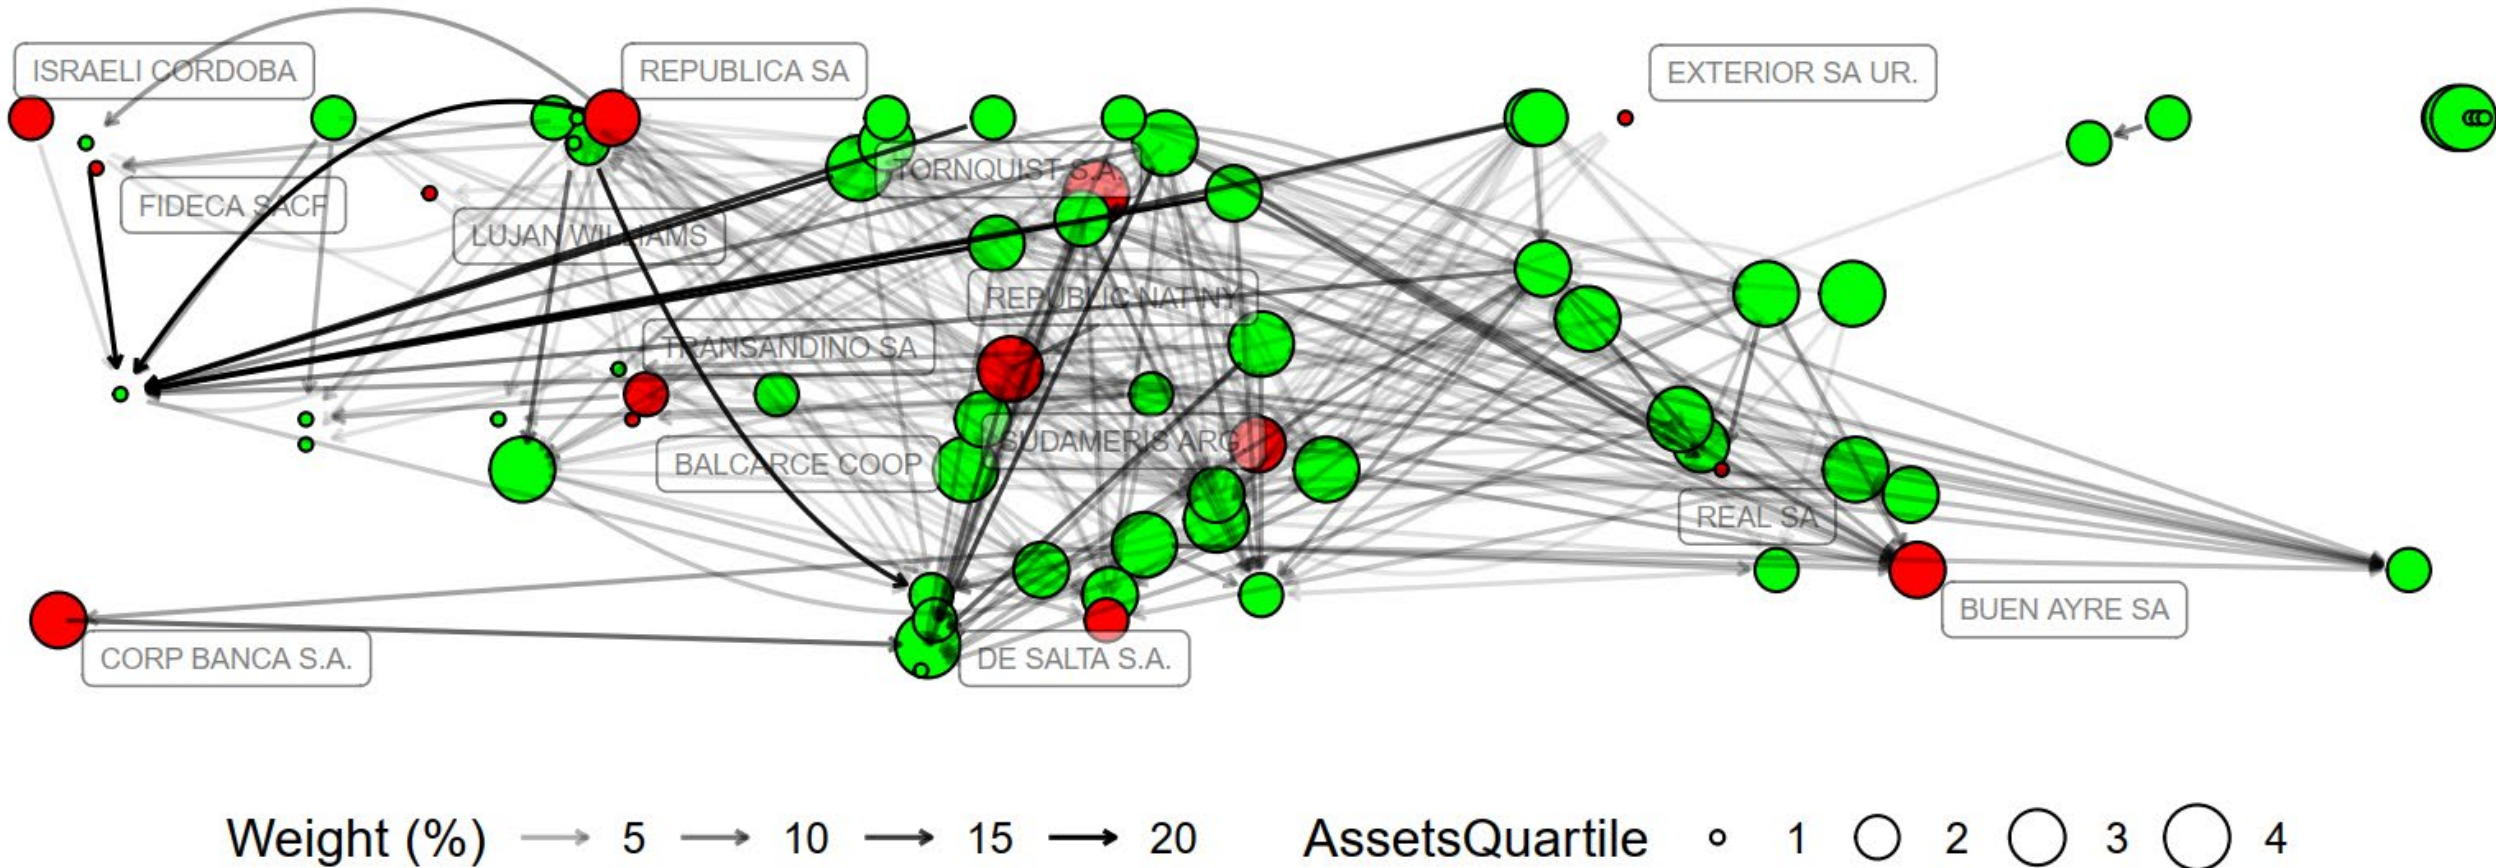 ISRAELI CORDOBA
REPUBLICA SA
EXTERIOR SA UR.
TORNQUIST S.A.
FIDECA SACF
LUJAN WILLIAMS
REPUBLIC NAT NY
TRANSANDINO SA
SUDAMERIS ARG
BALCARCE COOP
REAL SA
BUEN AYRE SA
CORP BANCA S.A.
DE SALTA S.A.
Weight (%) 5 10 15 20 AssetsQuartile 1 2 3 4